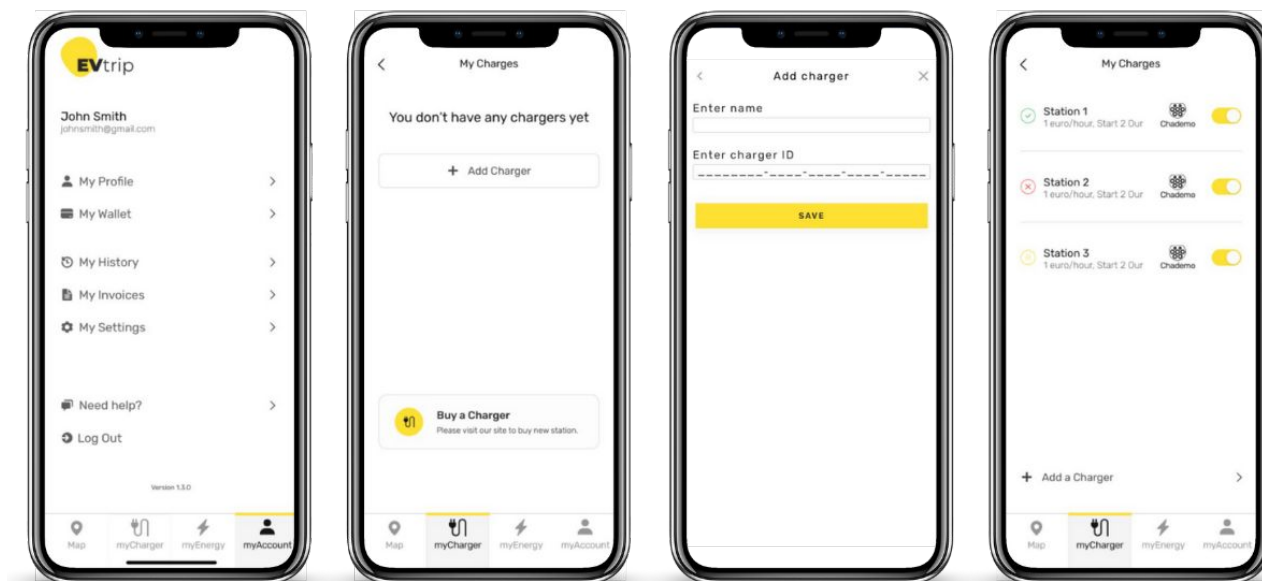 EVtrip
John Smith
johnsmith@gmail.com
My Profile
My Wallet
My History
My Invoices
My Settings
Need help?
Log Out
Version 1.3.0
Map
myCharger
myEnergy
myAccount
My Charges
You don't have any chargers yet
+ Add Charger
Buy a Charger
Please visit our site to buy new station.
Map
myCharger
myEnergy
myAccount
Add charger
Enter name
Enter charger ID
________-____-____-____-_____
SAVE
My Charges
Station 1
1 euro/hour, Start 2 Our
Chademo
Station 2
1 euro/hour, Start 2 Our
Chademo
Station 3
1 euro/hour, Start 2 Our
Chademo
+ Add a Charger
Map
myCharger
myEnergy
myAccount